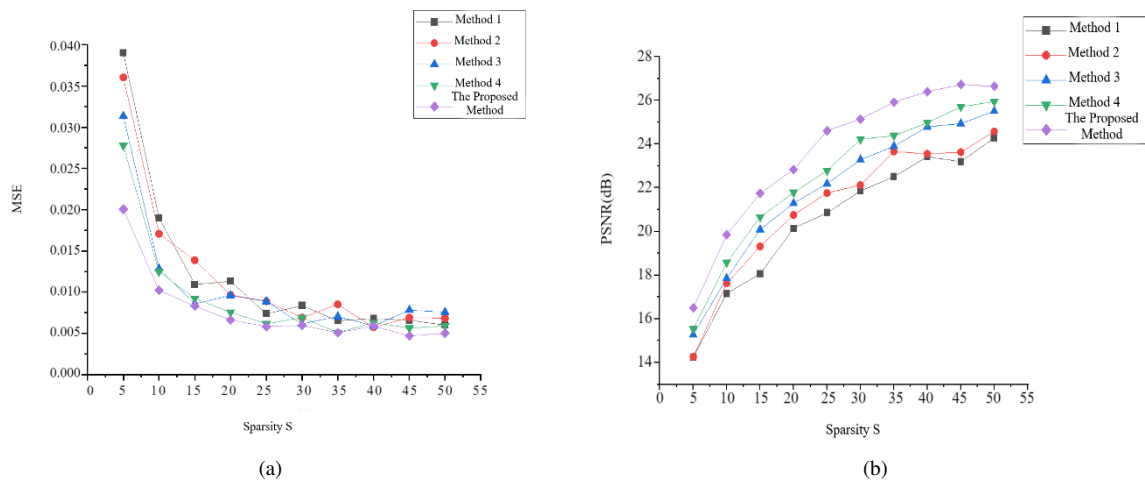 Method 1
Method 2
Method 3
Method 4
The Proposed
Method
0.040
0.035
0.030
0.025
0.020
0.015
0.010
0.005
0.000
MSE
0 5 10 15 20 25 30 35 40 45 50 55
Sparsity S
(a)
Method 1
Method 2
Method 3
Method 4
The Proposed
Method
28
26
24
22
20
18
16
14
PSNR(dB)
0 5 10 15 20 25 30 35 40 45 50 55
Sparsity S
(b)